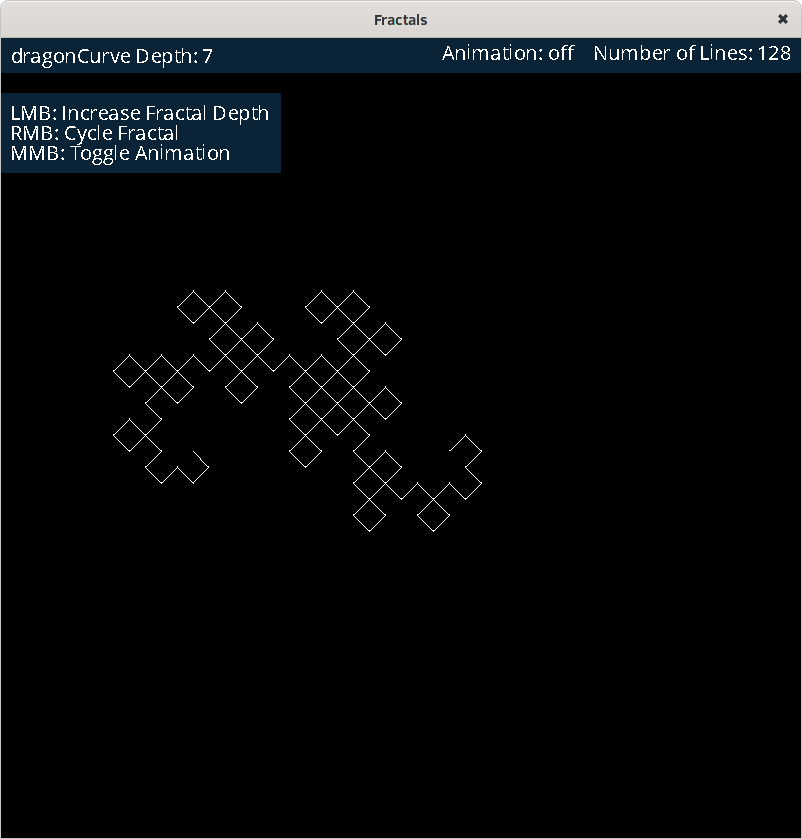 Fractals
dragonCurve Depth: 7
Animation: off
Number of Lines: 128
LMB: Increase Fractal Depth
RMB: Cycle Fractal
MMB: Toggle Animation